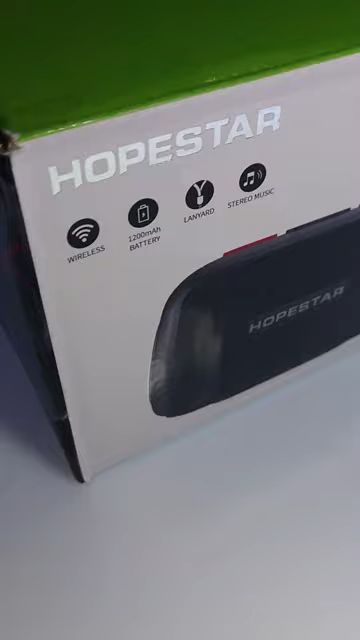 HOPESTAR
WIRELESS
1200mAh
BATTERY
LANYARD
STEREO MUSIC
HOPESTAR